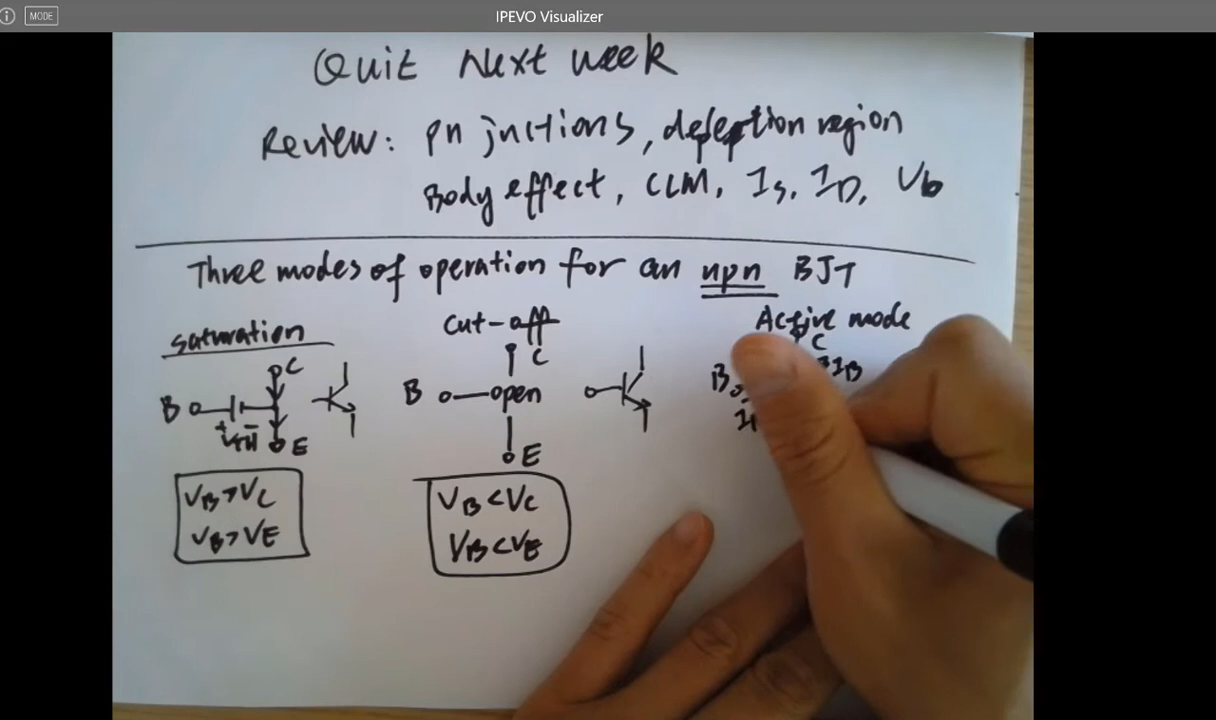 MODE
IPEVO Visualizer
Quit Next week
Review: pn junctions, depleption region
Body effect, CLM, Is, ID, Vb
Three modes of operation for an npn BJT
saturation
Cut-off
Active mode
C
B
+ -
E
VB>VC
VB>VE
C
B open
E
VB<VC
VB<VE
C
B
IB